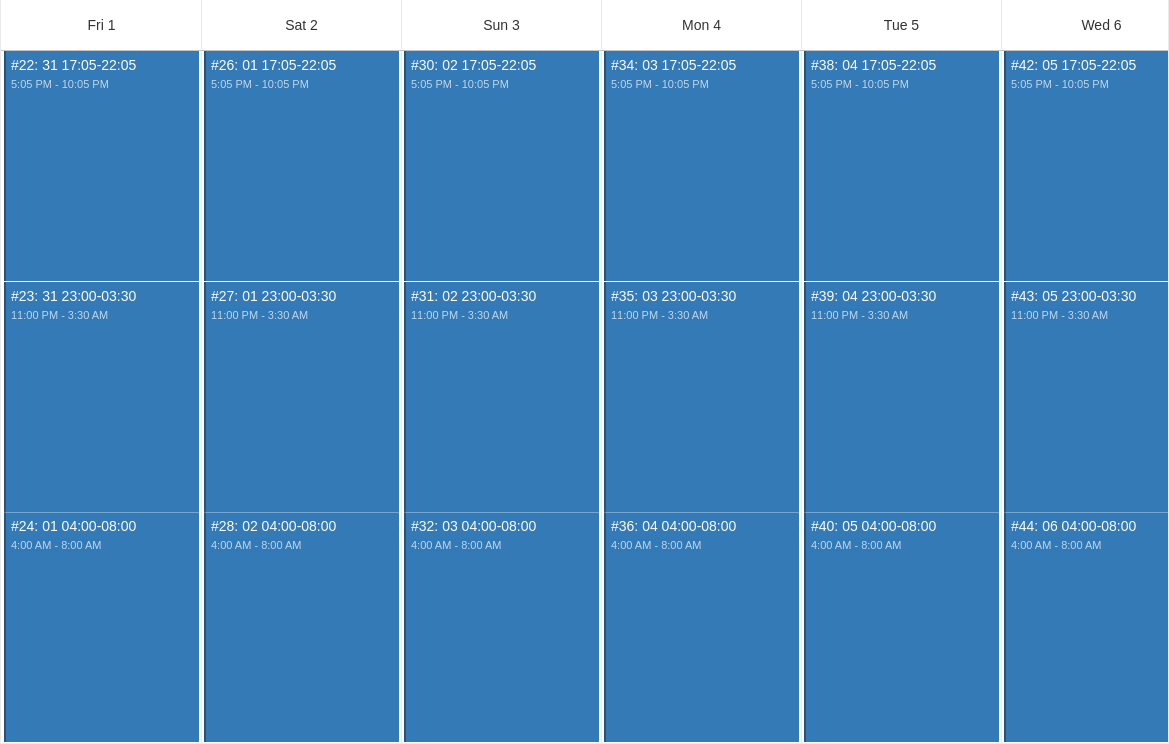 Fri 1
Sat 2
Sun 3
Mon 4
Tue 5
Wed 6
#22: 31 17:05-22:05
5:05 PM - 10:05 PM
#26: 01 17:05-22:05
5:05 PM - 10:05 PM
#30: 02 17:05-22:05
5:05 PM - 10:05 PM
#34: 03 17:05-22:05
5:05 PM - 10:05 PM
#38: 04 17:05-22:05
5:05 PM - 10:05 PM
#42: 05 17:05-22:05
5:05 PM - 10:05 PM
#23: 31 23:00-03:30
11:00 PM - 3:30 AM
#27: 01 23:00-03:30
11:00 PM - 3:30 AM
#31: 02 23:00-03:30
11:00 PM - 3:30 AM
#35: 03 23:00-03:30
11:00 PM - 3:30 AM
#39: 04 23:00-03:30
11:00 PM - 3:30 AM
#43: 05 23:00-03:30
11:00 PM - 3:30 AM
#24: 01 04:00-08:00
4:00 AM - 8:00 AM
#28: 02 04:00-08:00
4:00 AM - 8:00 AM
#32: 03 04:00-08:00
4:00 AM - 8:00 AM
#36: 04 04:00-08:00
4:00 AM - 8:00 AM
#40: 05 04:00-08:00
4:00 AM - 8:00 AM
#44: 06 04:00-08:00
4:00 AM - 8:00 AM